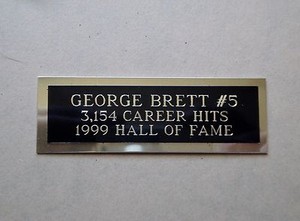 GEORGE BRETT #5
3,154 CAREER HITS
1999 HALL OF FAME